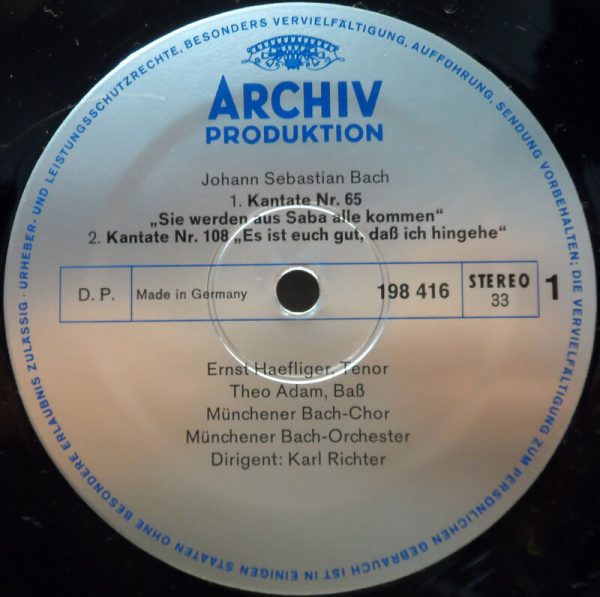 URHEBER- UND LEISTUNGSSCHUTZRECHTE, BESONDERS VERVIELFÄLTIGUNG, AUFFÜHRUNG, SENDUNG VORBEHALTEN; DIE VERVIELFÄLTIGUNG ZUM PERSÖNLICHEN GEBRAUCH IST IN EINIGEN STAATEN OHNE BESONDERE ERLAUBNIS ZULÄSSIG ·
ARCHIV
PRODUKTION
Johann Sebastian Bach
1. Kantate Nr. 65
„Sie werden aus Saba alle kommen“
2. Kantate Nr. 108 „Es ist euch gut, daß ich hingehe“
D. P. Made in Germany 198 416 STEREO 33 1
Ernst Haefliger, Tenor
Theo Adam, Baß
Münchener Bach-Chor
Münchener Bach-Orchester
Dirigent: Karl Richter